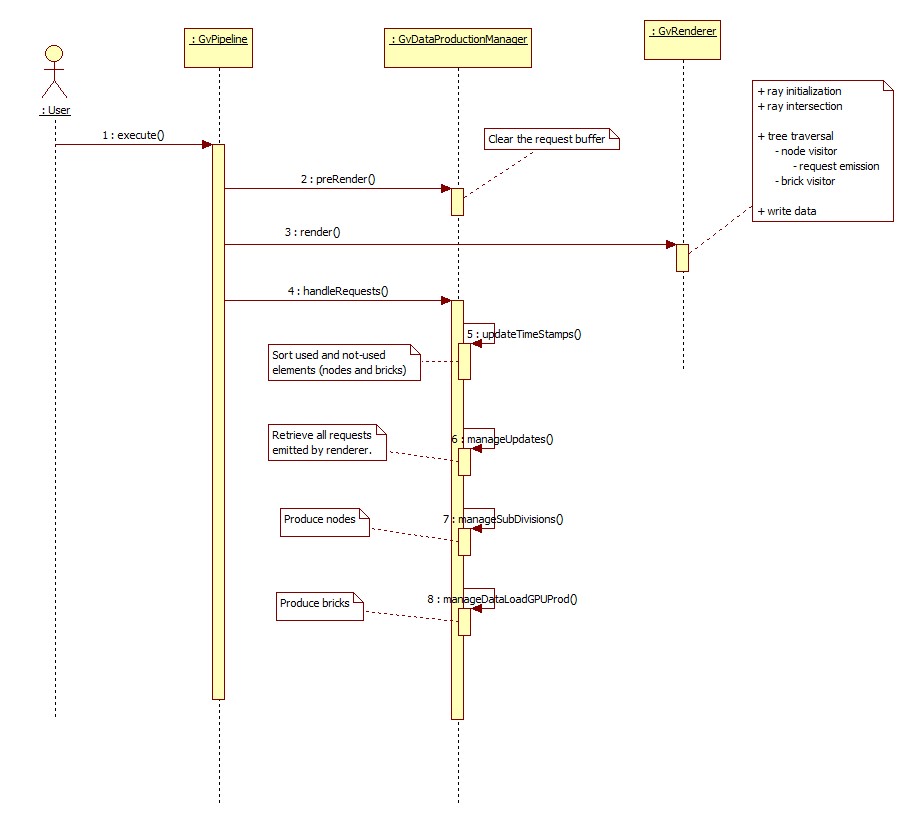 : User
: GvPipeline
: GvDataProductionManager
: GvRenderer
+ ray initialization
+ ray intersection
+ tree traversal
- node visitor
- request emission
- brick visitor
+ write data
1 : execute()
Clear the request buffer
2 : preRender()
3 : render()
4 : handleRequests()
5 : updateTimeStamps()
Sort used and not-used
elements (nodes and bricks)
6 : manageUpdates()
Retrieve all requests
emitted by renderer.
7 : manageSubDivisions()
Produce nodes
8 : manageDataLoadGPUProd()
Produce bricks